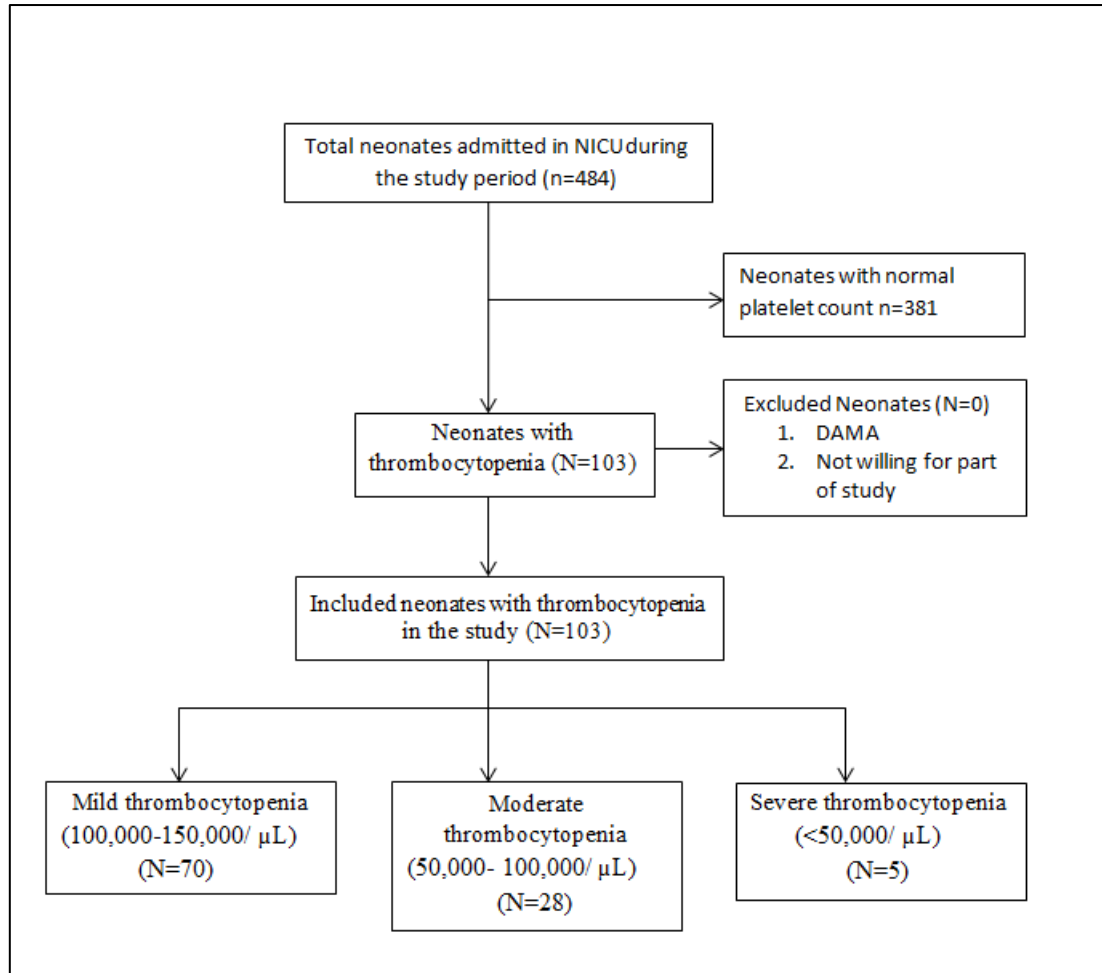 Total neonates admitted in NICU during
the study period (n=484)
Neonates with normal
platelet count n=381
Excluded Neonates (N=0)
1. DAMA
2. Not willing for part
of study
Neonates with
thrombocytopenia (N=103)
Included neonates with thrombocytopenia
in the study (N=103)
Mild thrombocytopenia
(100,000-150,000/ µL)
(N=70)
Moderate
thrombocytopenia
(50,000- 100,000/ µL)
(N=28)
Severe thrombocytopenia
(<50,000/ µL)
(N=5)